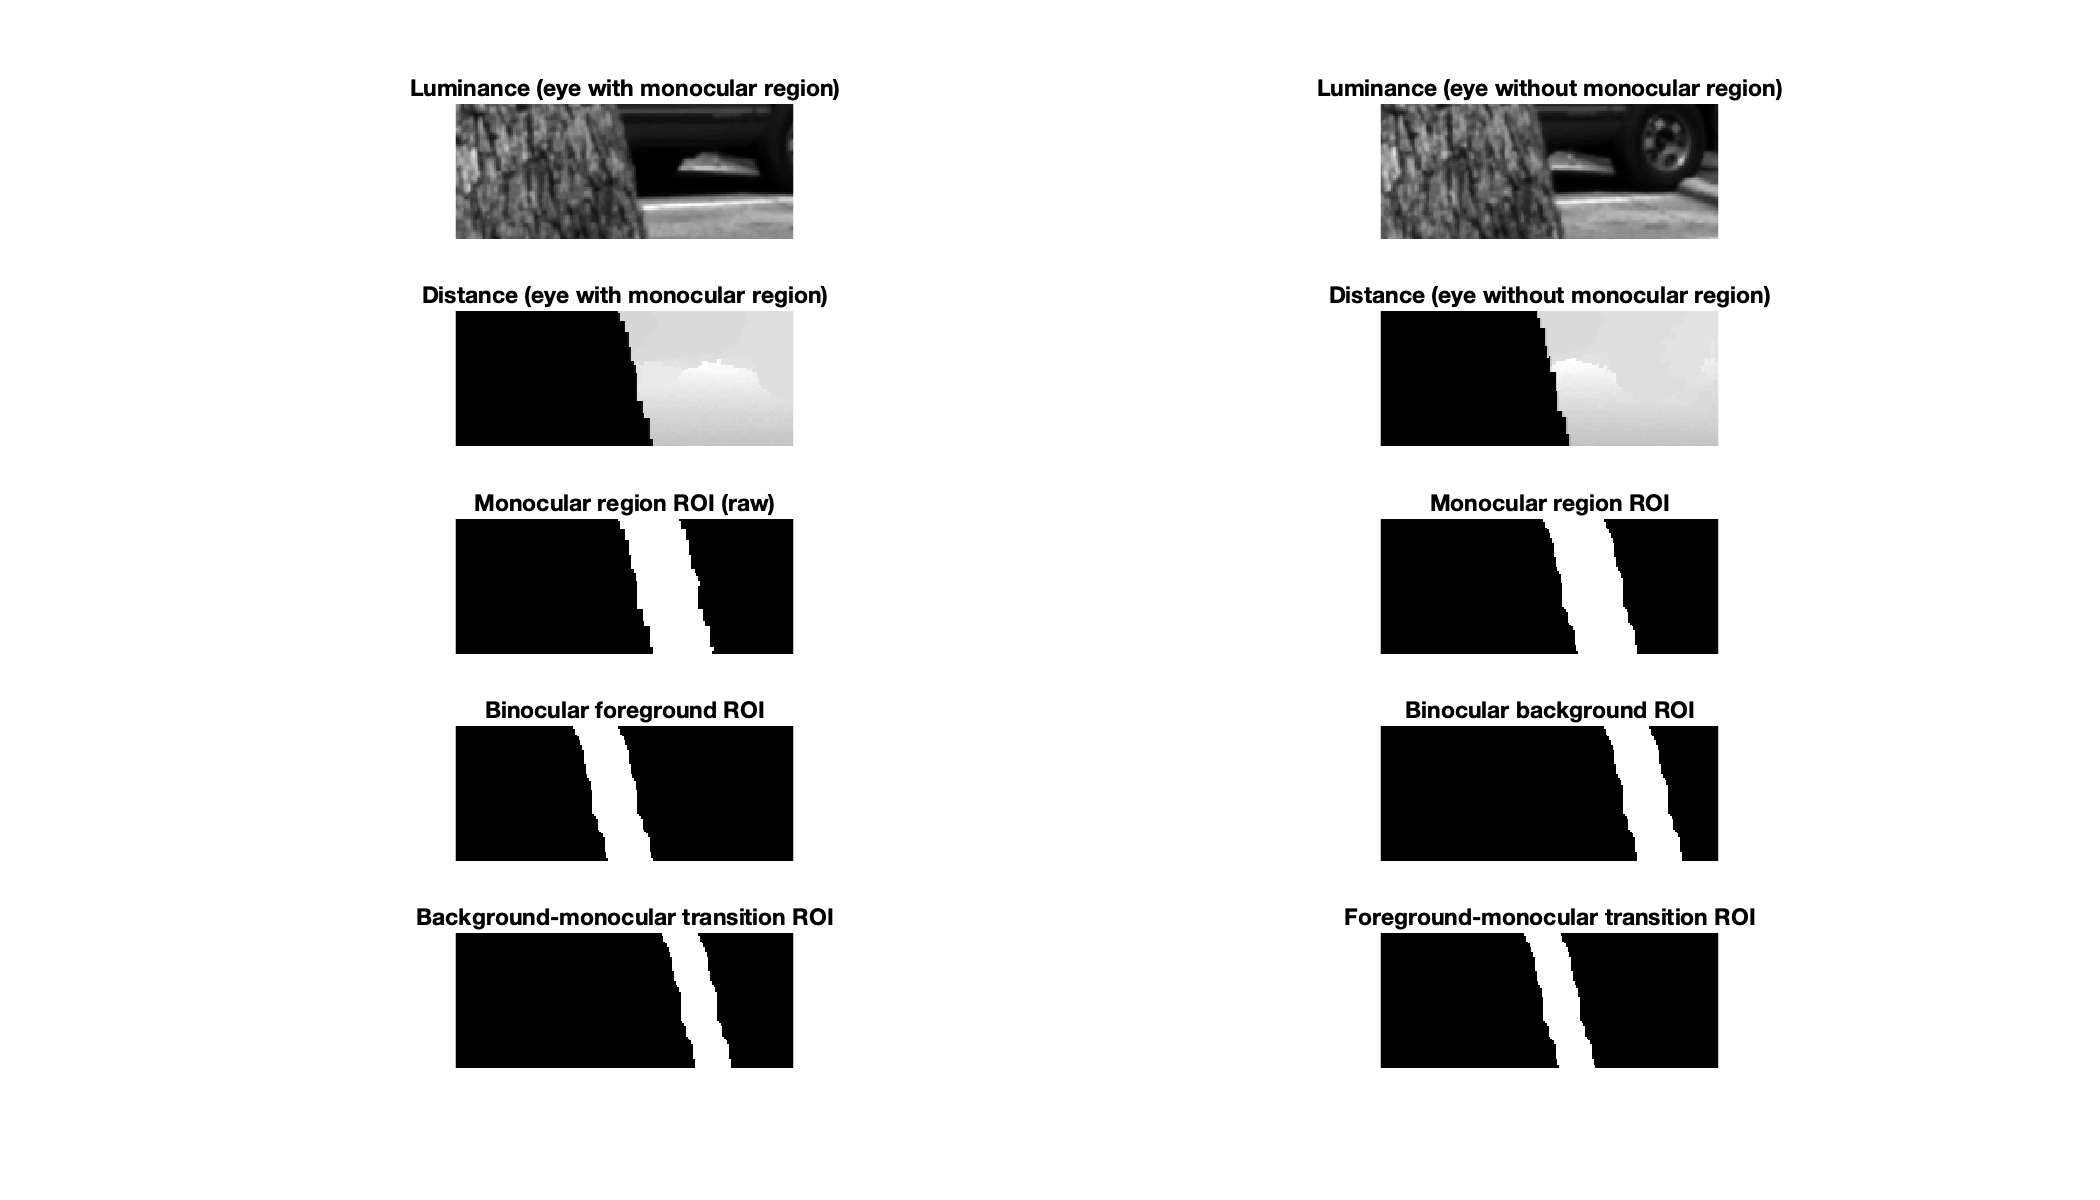 Luminance (eye with monocular region)
Luminance (eye without monocular region)
Distance (eye with monocular region)
Distance (eye without monocular region)
Monocular region ROI (raw)
Monocular region ROI
Binocular foreground ROI
Binocular background ROI
Background-monocular transition ROI
Foreground-monocular transition ROI